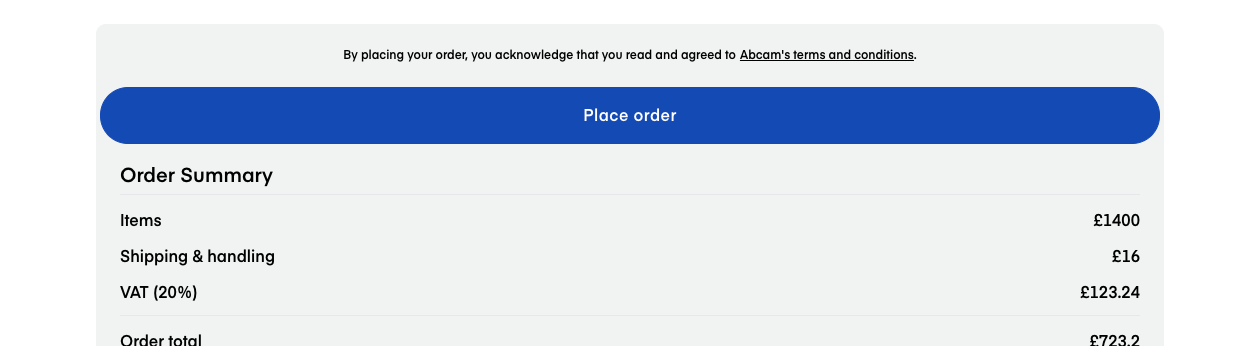 By placing your order, you acknowledge that you read and agreed to Abcam's terms and conditions.
Place order
Order Summary
Items £1400
Shipping & handling £16
VAT (20%) £123.24
Order total £723.2